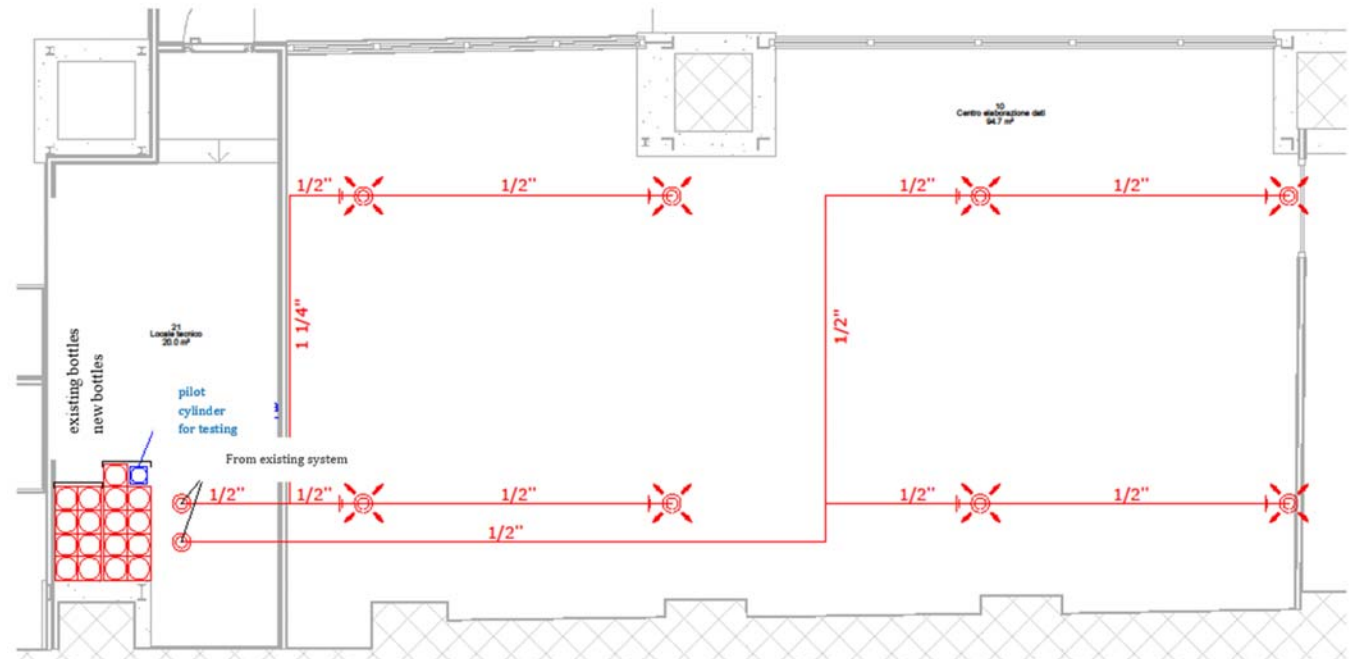 10
Centro elaborazione dati
94.7 m²
1/2"
1/2"
1/2"
1/2"
1 1/4"
1/2"
21
Locale tecnico
20.0 m²
existing bottles
new bottles
pilot
cylinder
for testing
From existing system
1/2"
1/2"
1/2"
1/2"
1/2"
1/2"